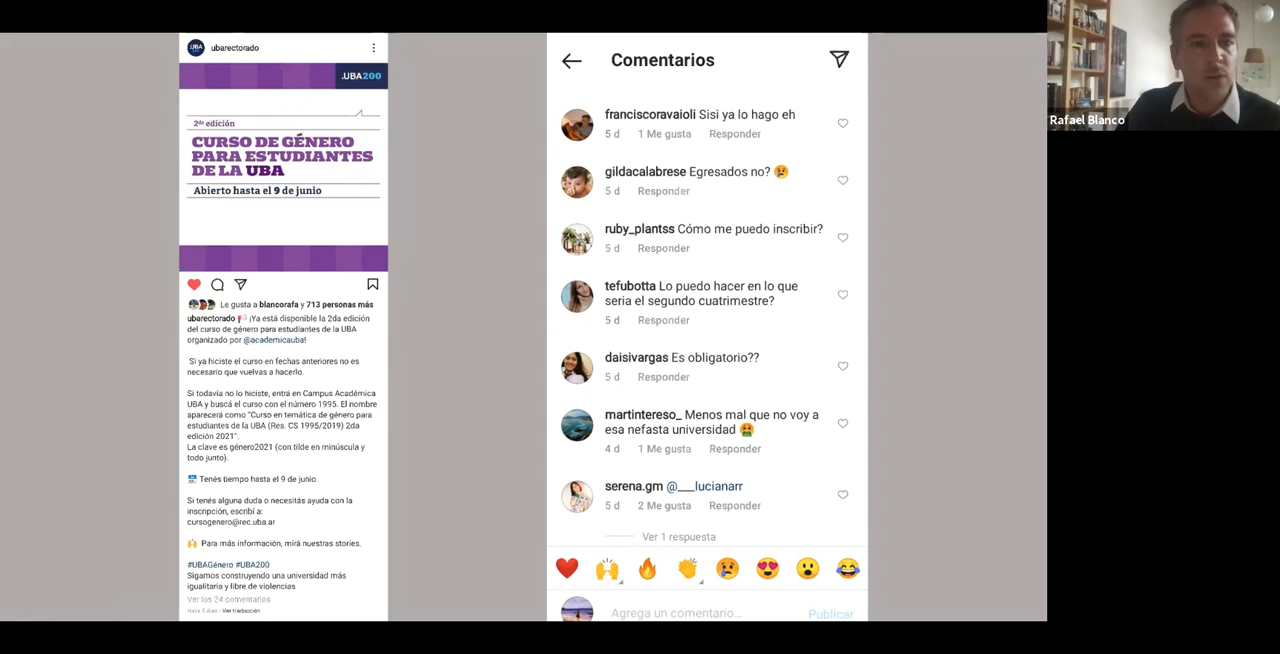 ubarectorado
.UBA200
2da edición
CURSO DE GÉNERO
PARA ESTUDIANTES
DE LA UBA
Abierto hasta el 9 de junio
Le gusta a blancorafa y 713 personas más
ubarectorado ¡Ya está disponible la 2da edición
del curso de género para estudiantes de la UBA
organizado por @academicauba!
Si ya hiciste el curso en fechas anteriores no es
necesario que vuelvas a hacerlo.
Si todavía no lo hiciste, entrá en Campus Académica
UBA y buscá el curso con el número 1995. El nombre
aparecerá como "Curso en temática de género para
estudiantes de la UBA (Res. CS 1995/2019) 2da
edición 2021".
La clave es género2021 (con tilde en minúscula y
todo junto).
Tenés tiempo hasta el 9 de junio.
Si tenés alguna duda o necesitás ayuda con la
inscripción, escribí a:
cursogenero@rec.uba.ar
Para más información, mirá nuestras stories.
#UBAGénero #UBA200
Sigamos construyendo una universidad más
igualitaria y libre de violencias
Ver los 24 comentarios
Hace 5 días · Ver traducción
Comentarios
franciscoravaioli Sisi ya lo hago eh
5 d 1 Me gusta Responder
gildacalabrese Egresados no? 😢
5 d Responder
ruby_plantss Cómo me puedo inscribir?
5 d Responder
tefubotta Lo puedo hacer en lo que
seria el segundo cuatrimestre?
5 d Responder
daisivargas Es obligatorio??
5 d Responder
martintereso_ Menos mal que no voy a
esa nefasta universidad 🤮
4 d 1 Me gusta Responder
serena.gm @___lucianarr
5 d 2 Me gusta Responder
Ver 1 respuesta
Agrega un comentario... Publicar
Rafael Blanco